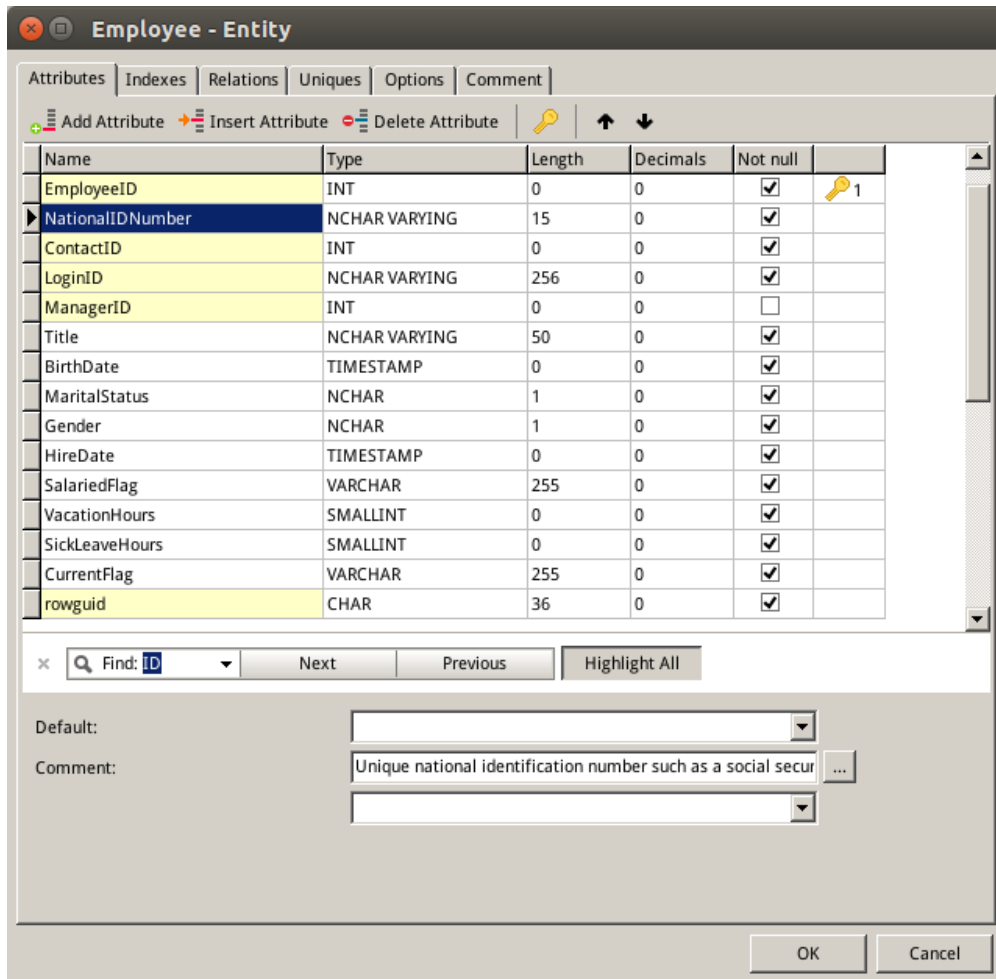 Employee - Entity
Attributes Indexes Relations Uniques Options Comment
Add Attribute Insert Attribute Delete Attribute
Name Type Length Decimals Not null
EmployeeID INT 0 0 1
NationalIDNumber NCHAR VARYING 15 0
ContactID INT 0 0
LoginID NCHAR VARYING 256 0
ManagerID INT 0 0
Title NCHAR VARYING 50 0
BirthDate TIMESTAMP 0 0
MaritalStatus NCHAR 1 0
Gender NCHAR 1 0
HireDate TIMESTAMP 0 0
SalariedFlag VARCHAR 255 0
VacationHours SMALLINT 0 0
SickLeaveHours SMALLINT 0 0
CurrentFlag VARCHAR 255 0
rowguid CHAR 36 0
Find: ID Next Previous Highlight All
Default:
Comment: Unique national identification number such as a social secur ...
OK Cancel